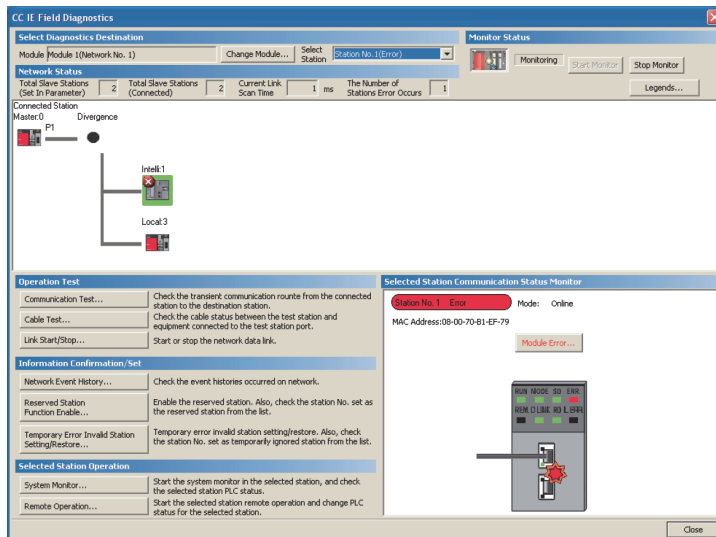 CC IE Field Diagnostics
Select Diagnostics Destination
Module Module 1(Network No. 1)
Change Module...
Select Station
Station No.1(Error)
Monitor Status
Monitoring
Start Monitor
Stop Monitor
Legends...
Network Status
Total Slave Stations (Set In Parameter) 2
Total Slave Stations (Connected) 2
Current Link Scan Time 1 ms
The Number of Stations Error Occurs 1
Connected Station
Master:0 Divergence
P1
Intelli:1
Local:3
Operation Test
Communication Test...
Check the transient communication rounte from the connected
station to the destination station.
Cable Test...
Check the cable status between the test station and
equipment connected to the test station port.
Link Start/Stop...
Start or stop the network data link.
Information Confirmation/Set
Network Event History...
Check the event histories occurred on network.
Reserved Station
Function Enable...
Enable the reserved station. Also, check the station No. set as
the reserved station from the list.
Temporary Error Invalid Station
Setting/Restore...
Temporary error invalid station setting/restore. Also, check
the station No. set as temporarily ignored station from the list.
Selected Station Operation
System Monitor...
Start the system monitor in the selected station, and check
the selected station PLC status.
Remote Operation...
Start the selected station remote operation and change PLC
status for the selected station.
Selected Station Communication Status Monitor
Station No. 1 Error
Mode: Online
MAC Address:08-00-70-B1-EF-79
Module Error...
RUN MODE SD ERR.
REM. D LINK RD L ERR.
Close